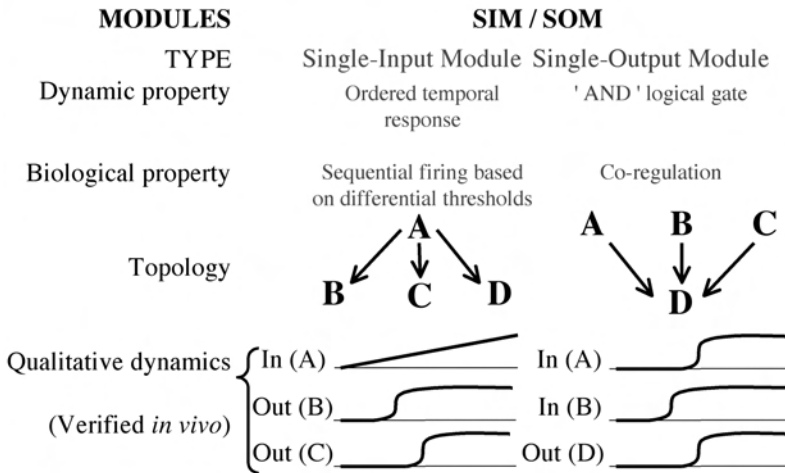 MODULES SIM / SOM
TYPE Single-Input Module Single-Output Module
Dynamic property Ordered temporal ' AND ' logical gate
response
Biological property Sequential firing based Co-regulation
on differential thresholds
A A B C
Topology
B C D D
Qualitative dynamics In (A) In (A)
Out (B) In (B)
(Verified in vivo)
Out (C) Out (D)